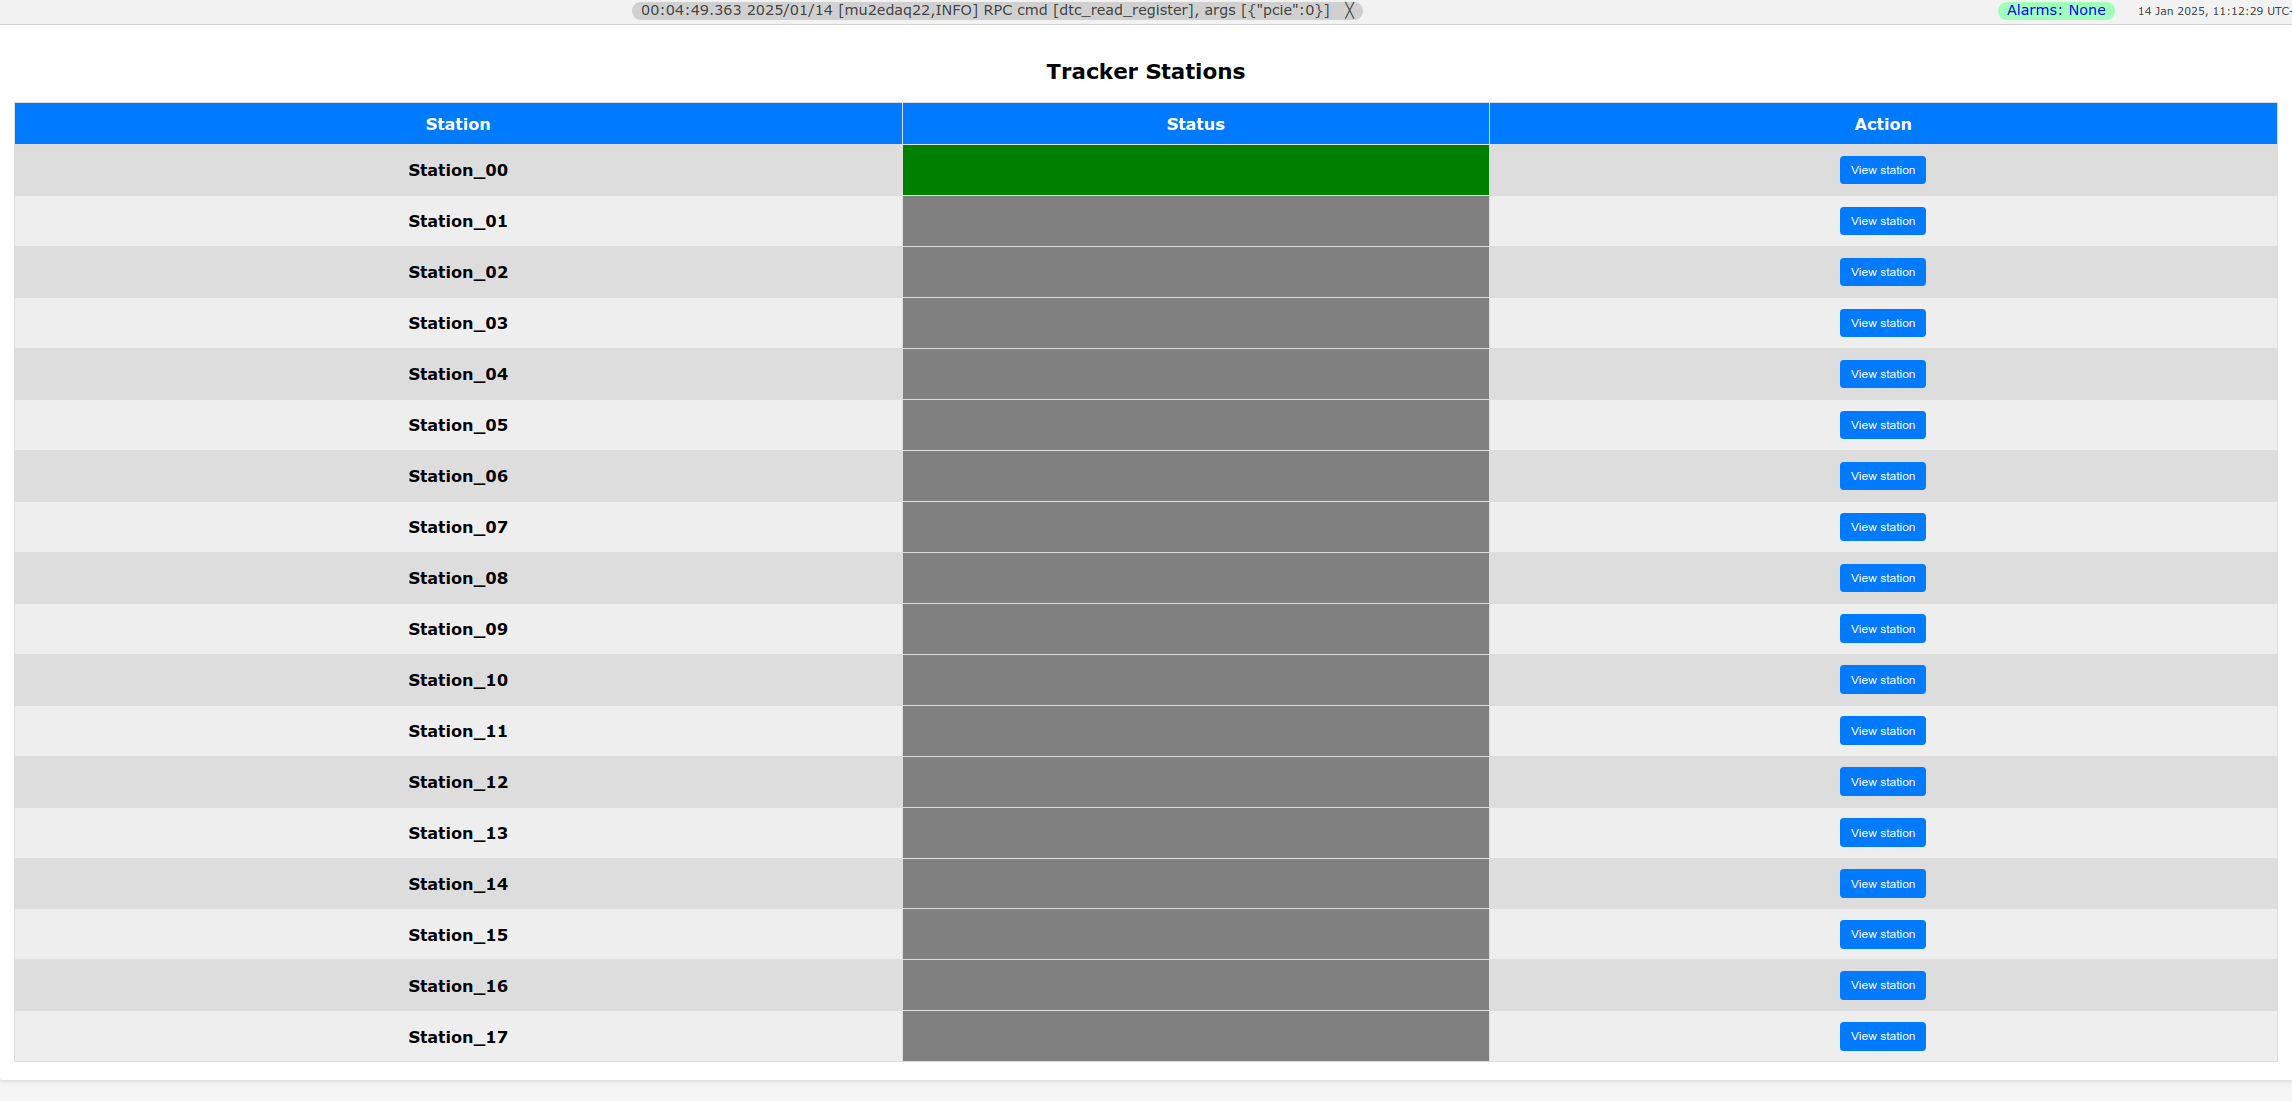 00:04:49.363 2025/01/14 [mu2edaq22,INFO] RPC cmd [dtc_read_register], args [{"pcie":0}] ╳ Alarms: None 14 Jan 2025, 11:12:29 UTC-
Tracker Stations
Station Status Action
Station_00 View station
Station_01 View station
Station_02 View station
Station_03 View station
Station_04 View station
Station_05 View station
Station_06 View station
Station_07 View station
Station_08 View station
Station_09 View station
Station_10 View station
Station_11 View station
Station_12 View station
Station_13 View station
Station_14 View station
Station_15 View station
Station_16 View station
Station_17 View station